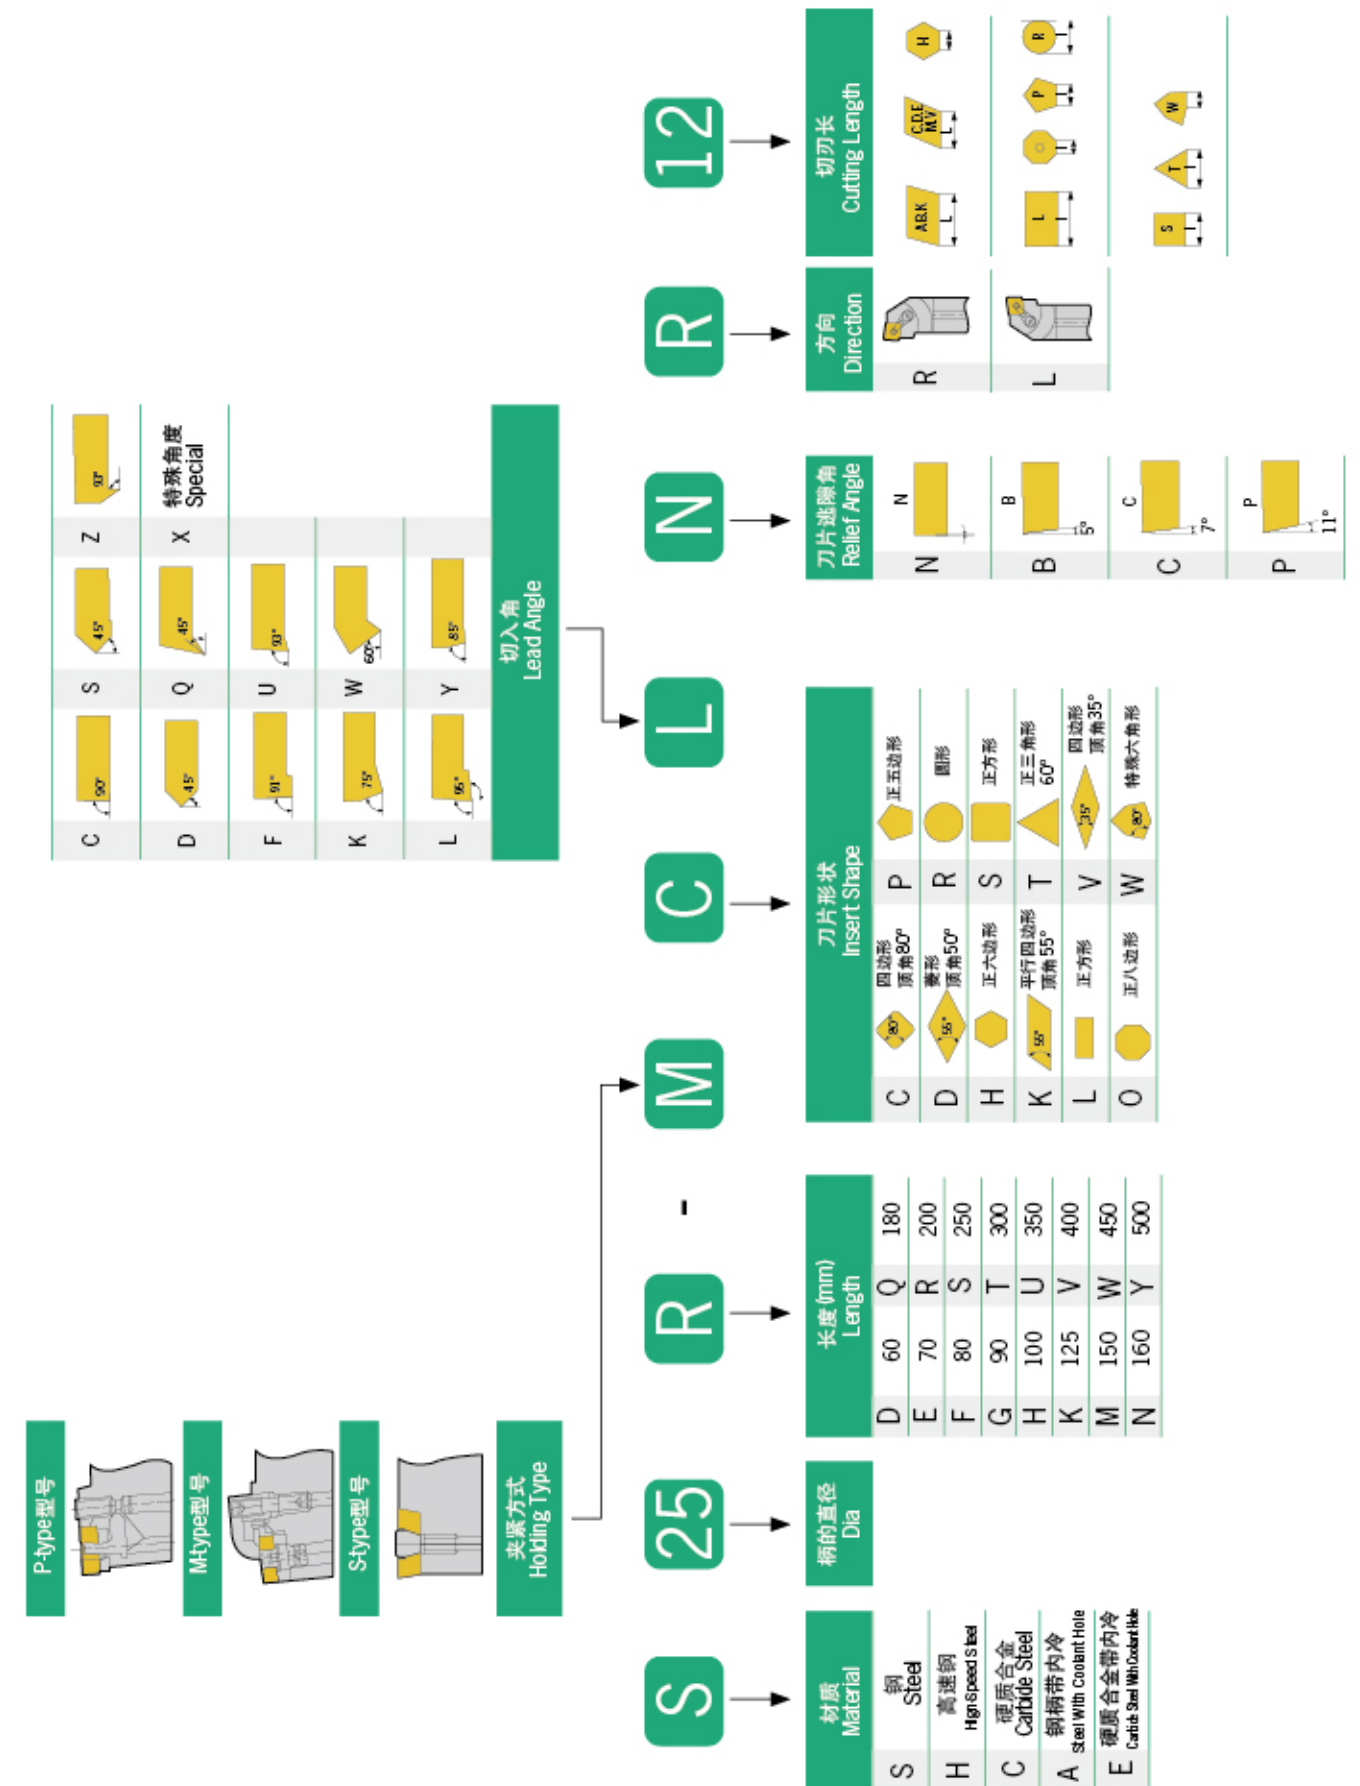 P-type型号
M-type型号
S-type型号
夹紧方式
Holding Type
C 90° S 45° Z 93°
D 45° Q 45° X 特殊角度
Special
F 91° U 93°
K 75° W 60°
L 95° Y 85°
切入角
Lead Angle
S 25 R - M C L N R 12
材质
Material
S 钢
Steel
H 高速钢
High-Speed Steel
C 硬质合金
Carbide Steel
A 钢柄带内冷
Steel With Coolant Hole
E 硬质合金带内冷
Carbide Steel With Coolant Hole
柄的直径
Dia
长度(mm)
Length
D 60 Q 180
E 70 R 200
F 80 S 250
G 90 T 300
H 100 U 350
K 125 V 400
M 150 W 450
N 160 Y 500
刀片形状
Insert Shape
C 80° 四边形
顶角80° P 正五边形
D 55° 菱形
顶角50° R 圆形
H 正六边形 S 正方形
K 55° 平行四边形
顶角55° T 正三角形
60°
L 正方形 V 35° 四边形
顶角35°
O 正八边形 W 80° 特殊六角形
刀片逃隙角
Relief Angle
N N
B B 5°
C C 7°
P P 11°
方向
Direction
R
L
切刃长
Cutting Length
A.B.K L C.D.E.
M.V. L H
L P R
S T W